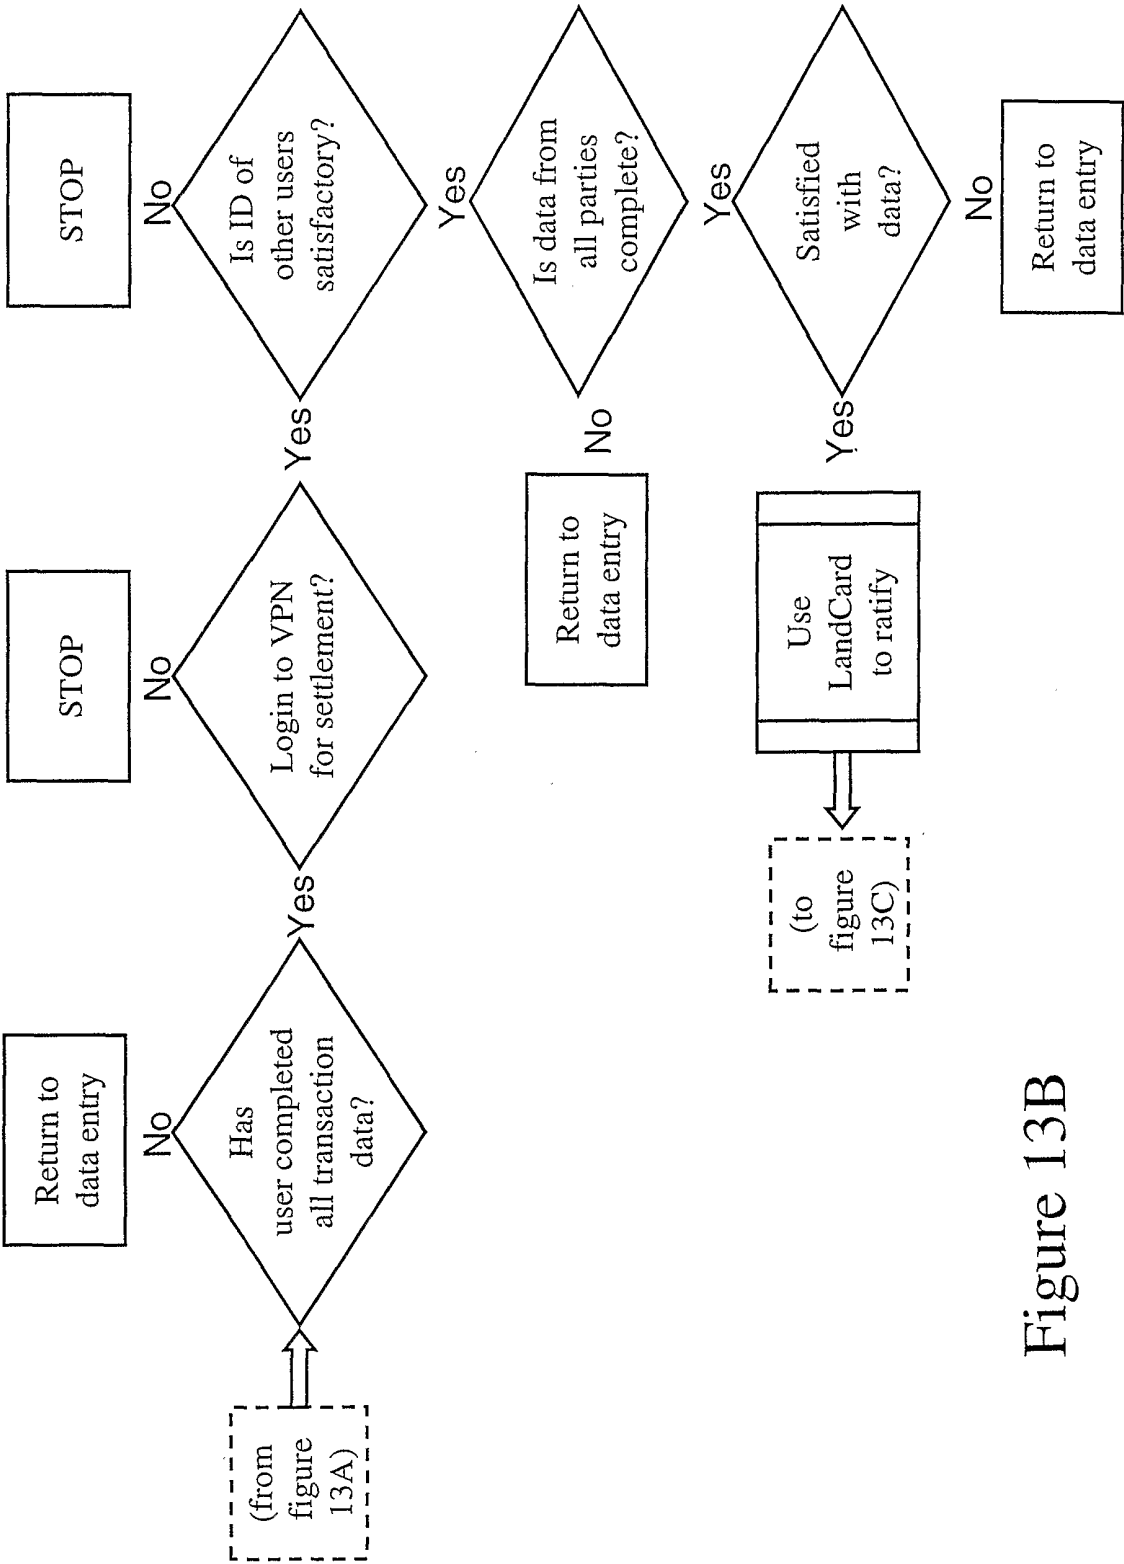 Return to
data entry
No
STOP
No
STOP
No
(from
figure
13A)
Has
user completed
all transaction
data?
Yes
Login to VPN
for settlement?
Yes
Is ID of
other users
satisfactory?
Yes
Return to
data entry
No
Is data from
all parties
complete?
Yes
(to
figure
13C)
Use
LandCard
to ratify
Yes
Satisfied
with
data?
No
Return to
data entry
Figure 13B